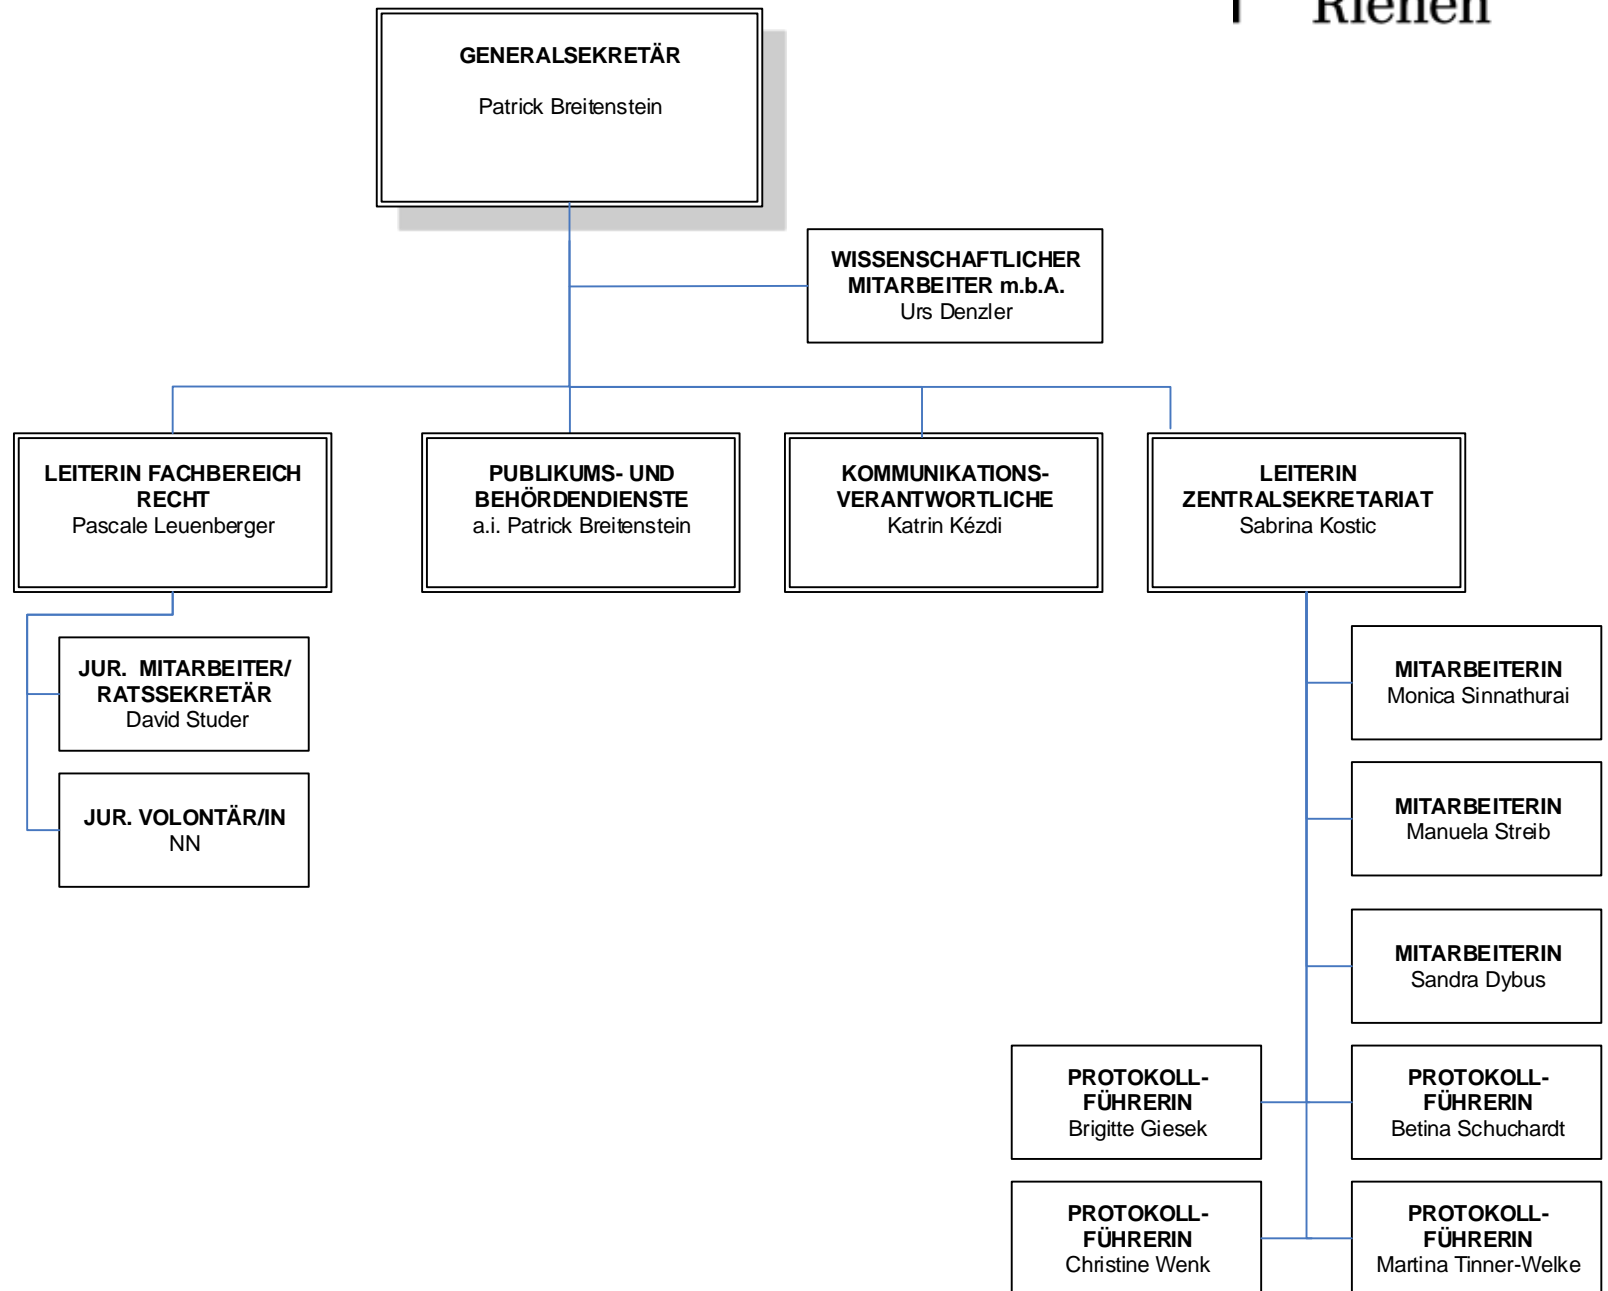 Riehen
GENERALSEKRETÄR
Patrick Breitenstein
WISSENSCHAFTLICHER
MITARBEITER m.b.A.
Urs Denzler
LEITERIN FACHBEREICH
RECHT
Pascale Leuenberger
PUBLIKUMS- UND
BEHÖRDENDIENSTE
a.i. Patrick Breitenstein
KOMMUNIKATIONS-
VERANTWORTLICHE
Katrin Kézdi
LEITERIN
ZENTRALSEKRETARIAT
Sabrina Kostic
JUR. MITARBEITER/
RATSSEKRETÄR
David Studer
JUR. VOLONTÄR/IN
NN
MITARBEITERIN
Monica Sinnathurai
MITARBEITERIN
Manuela Streib
MITARBEITERIN
Sandra Dybus
PROTOKOLL-
FÜHRERIN
Brigitte Giesek
PROTOKOLL-
FÜHRERIN
Betina Schuchardt
PROTOKOLL-
FÜHRERIN
Christine Wenk
PROTOKOLL-
FÜHRERIN
Martina Tinner-Welke